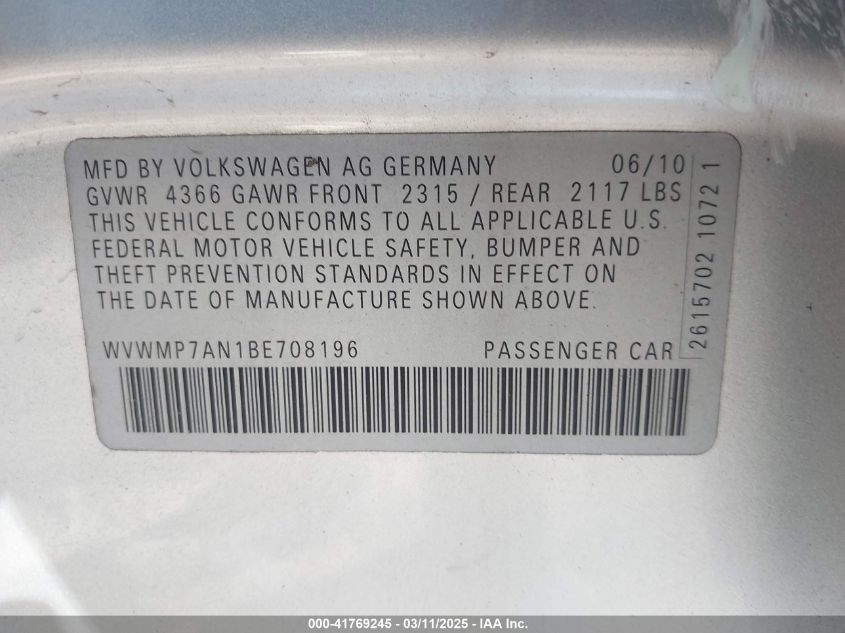 MFD BY VOLKSWAGEN AG GERMANY 06/10
GVWR 4366 GAWR FRONT 2315 / REAR 2117 LBS
THIS VEHICLE CONFORMS TO ALL APPLICABLE U.S.
FEDERAL MOTOR VEHICLE SAFETY, BUMPER AND
THEFT PREVENTION STANDARDS IN EFFECT ON
THE DATE OF MANUFACTURE SHOWN ABOVE.
WVWMP7AN1BE708196 PASSENGER CAR
2615702 1072 1
000-41769245 - 03/11/2025 - IAA Inc.